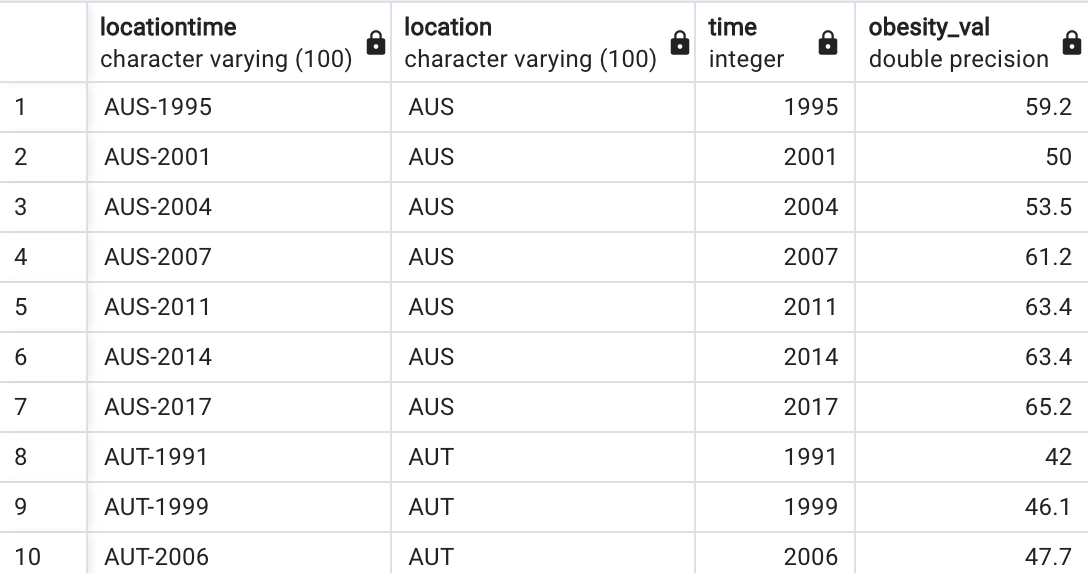 locationtime location time obesity_val
character varying (100) character varying (100) integer double precision
1 AUS-1995 AUS 1995 59.2
2 AUS-2001 AUS 2001 50
3 AUS-2004 AUS 2004 53.5
4 AUS-2007 AUS 2007 61.2
5 AUS-2011 AUS 2011 63.4
6 AUS-2014 AUS 2014 63.4
7 AUS-2017 AUS 2017 65.2
8 AUT-1991 AUT 1991 42
9 AUT-1999 AUT 1999 46.1
10 AUT-2006 AUT 2006 47.7